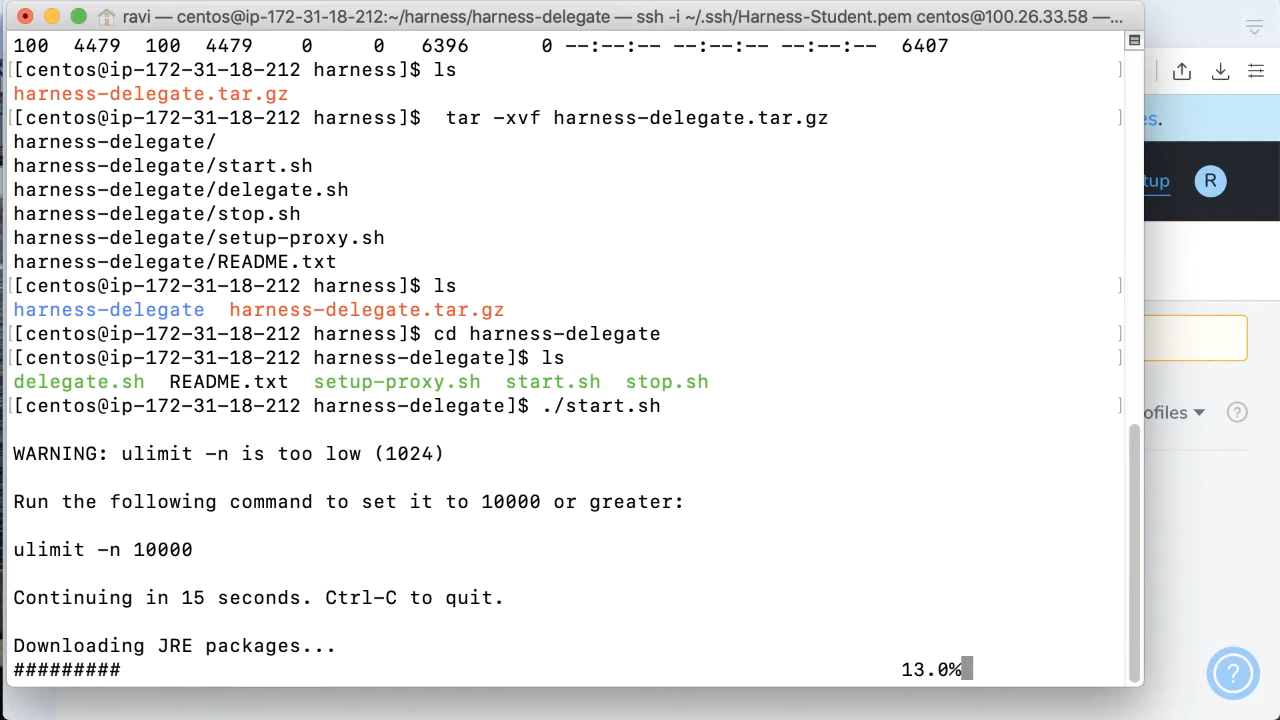 ravi — centos@ip-172-31-18-212:~/harness/harness-delegate — ssh -i ~/.ssh/Harness-Student.pem centos@100.26.33.58 —...
100  4479  100  4479    0     0   6396      0 --:--:-- --:--:-- --:--:--  6407
[[centos@ip-172-31-18-212 harness]$ ls ]
harness-delegate.tar.gz
[[centos@ip-172-31-18-212 harness]$  tar -xvf harness-delegate.tar.gz ]
harness-delegate/
harness-delegate/start.sh
harness-delegate/delegate.sh
harness-delegate/stop.sh
harness-delegate/setup-proxy.sh
harness-delegate/README.txt
[[centos@ip-172-31-18-212 harness]$ ls ]
harness-delegate  harness-delegate.tar.gz
[[centos@ip-172-31-18-212 harness]$ cd harness-delegate ]
[[centos@ip-172-31-18-212 harness-delegate]$ ls ]
delegate.sh  README.txt  setup-proxy.sh  start.sh  stop.sh
[[centos@ip-172-31-18-212 harness-delegate]$ ./start.sh ]
WARNING: ulimit -n is too low (1024)
Run the following command to set it to 10000 or greater:
ulimit -n 10000
Continuing in 15 seconds. Ctrl-C to quit.
Downloading JRE packages...
######### 13.0%
es.
tup R
ofiles ?
?